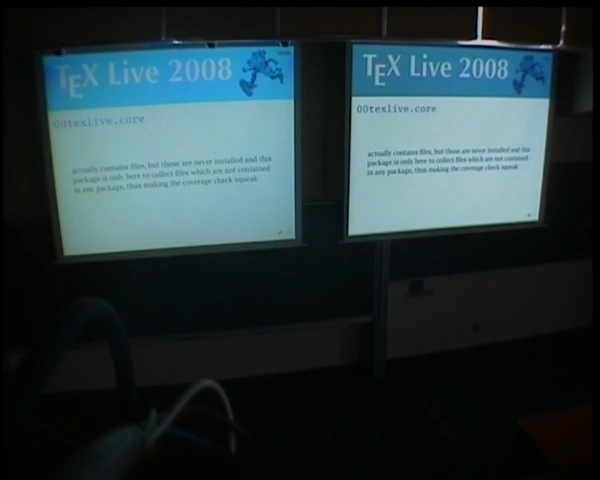 TEX Live 2008
00texlive.core
actually contains files, but those are never installed and this
package is only here to collect files which are not contained
in any package, thus making the coverage check squeak
TEX Live 2008
00texlive.core
actually contains files, but those are never installed and this
package is only here to collect files which are not contained
in any package, thus making the coverage check squeak